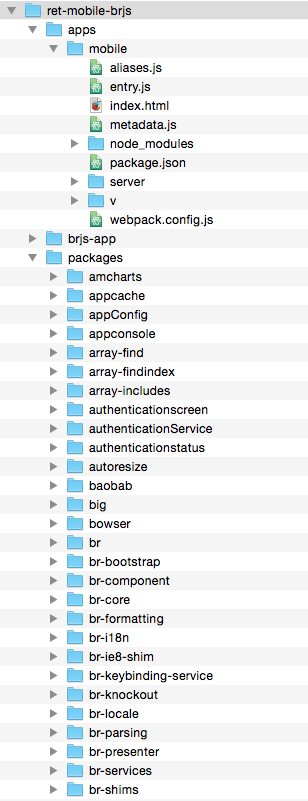 ret-mobile-brjs
apps
mobile
aliases.js
entry.js
index.html
metadata.js
node_modules
package.json
server
v
webpack.config.js
brjs-app
packages
amcharts
appcache
appConfig
appconsole
array-find
array-findindex
array-includes
authenticationscreen
authenticationService
authenticationstatus
autoresize
baobab
big
bowser
br
br-bootstrap
br-component
br-core
br-formatting
br-i18n
br-ie8-shim
br-keybinding-service
br-knockout
br-locale
br-parsing
br-presenter
br-services
br-shims